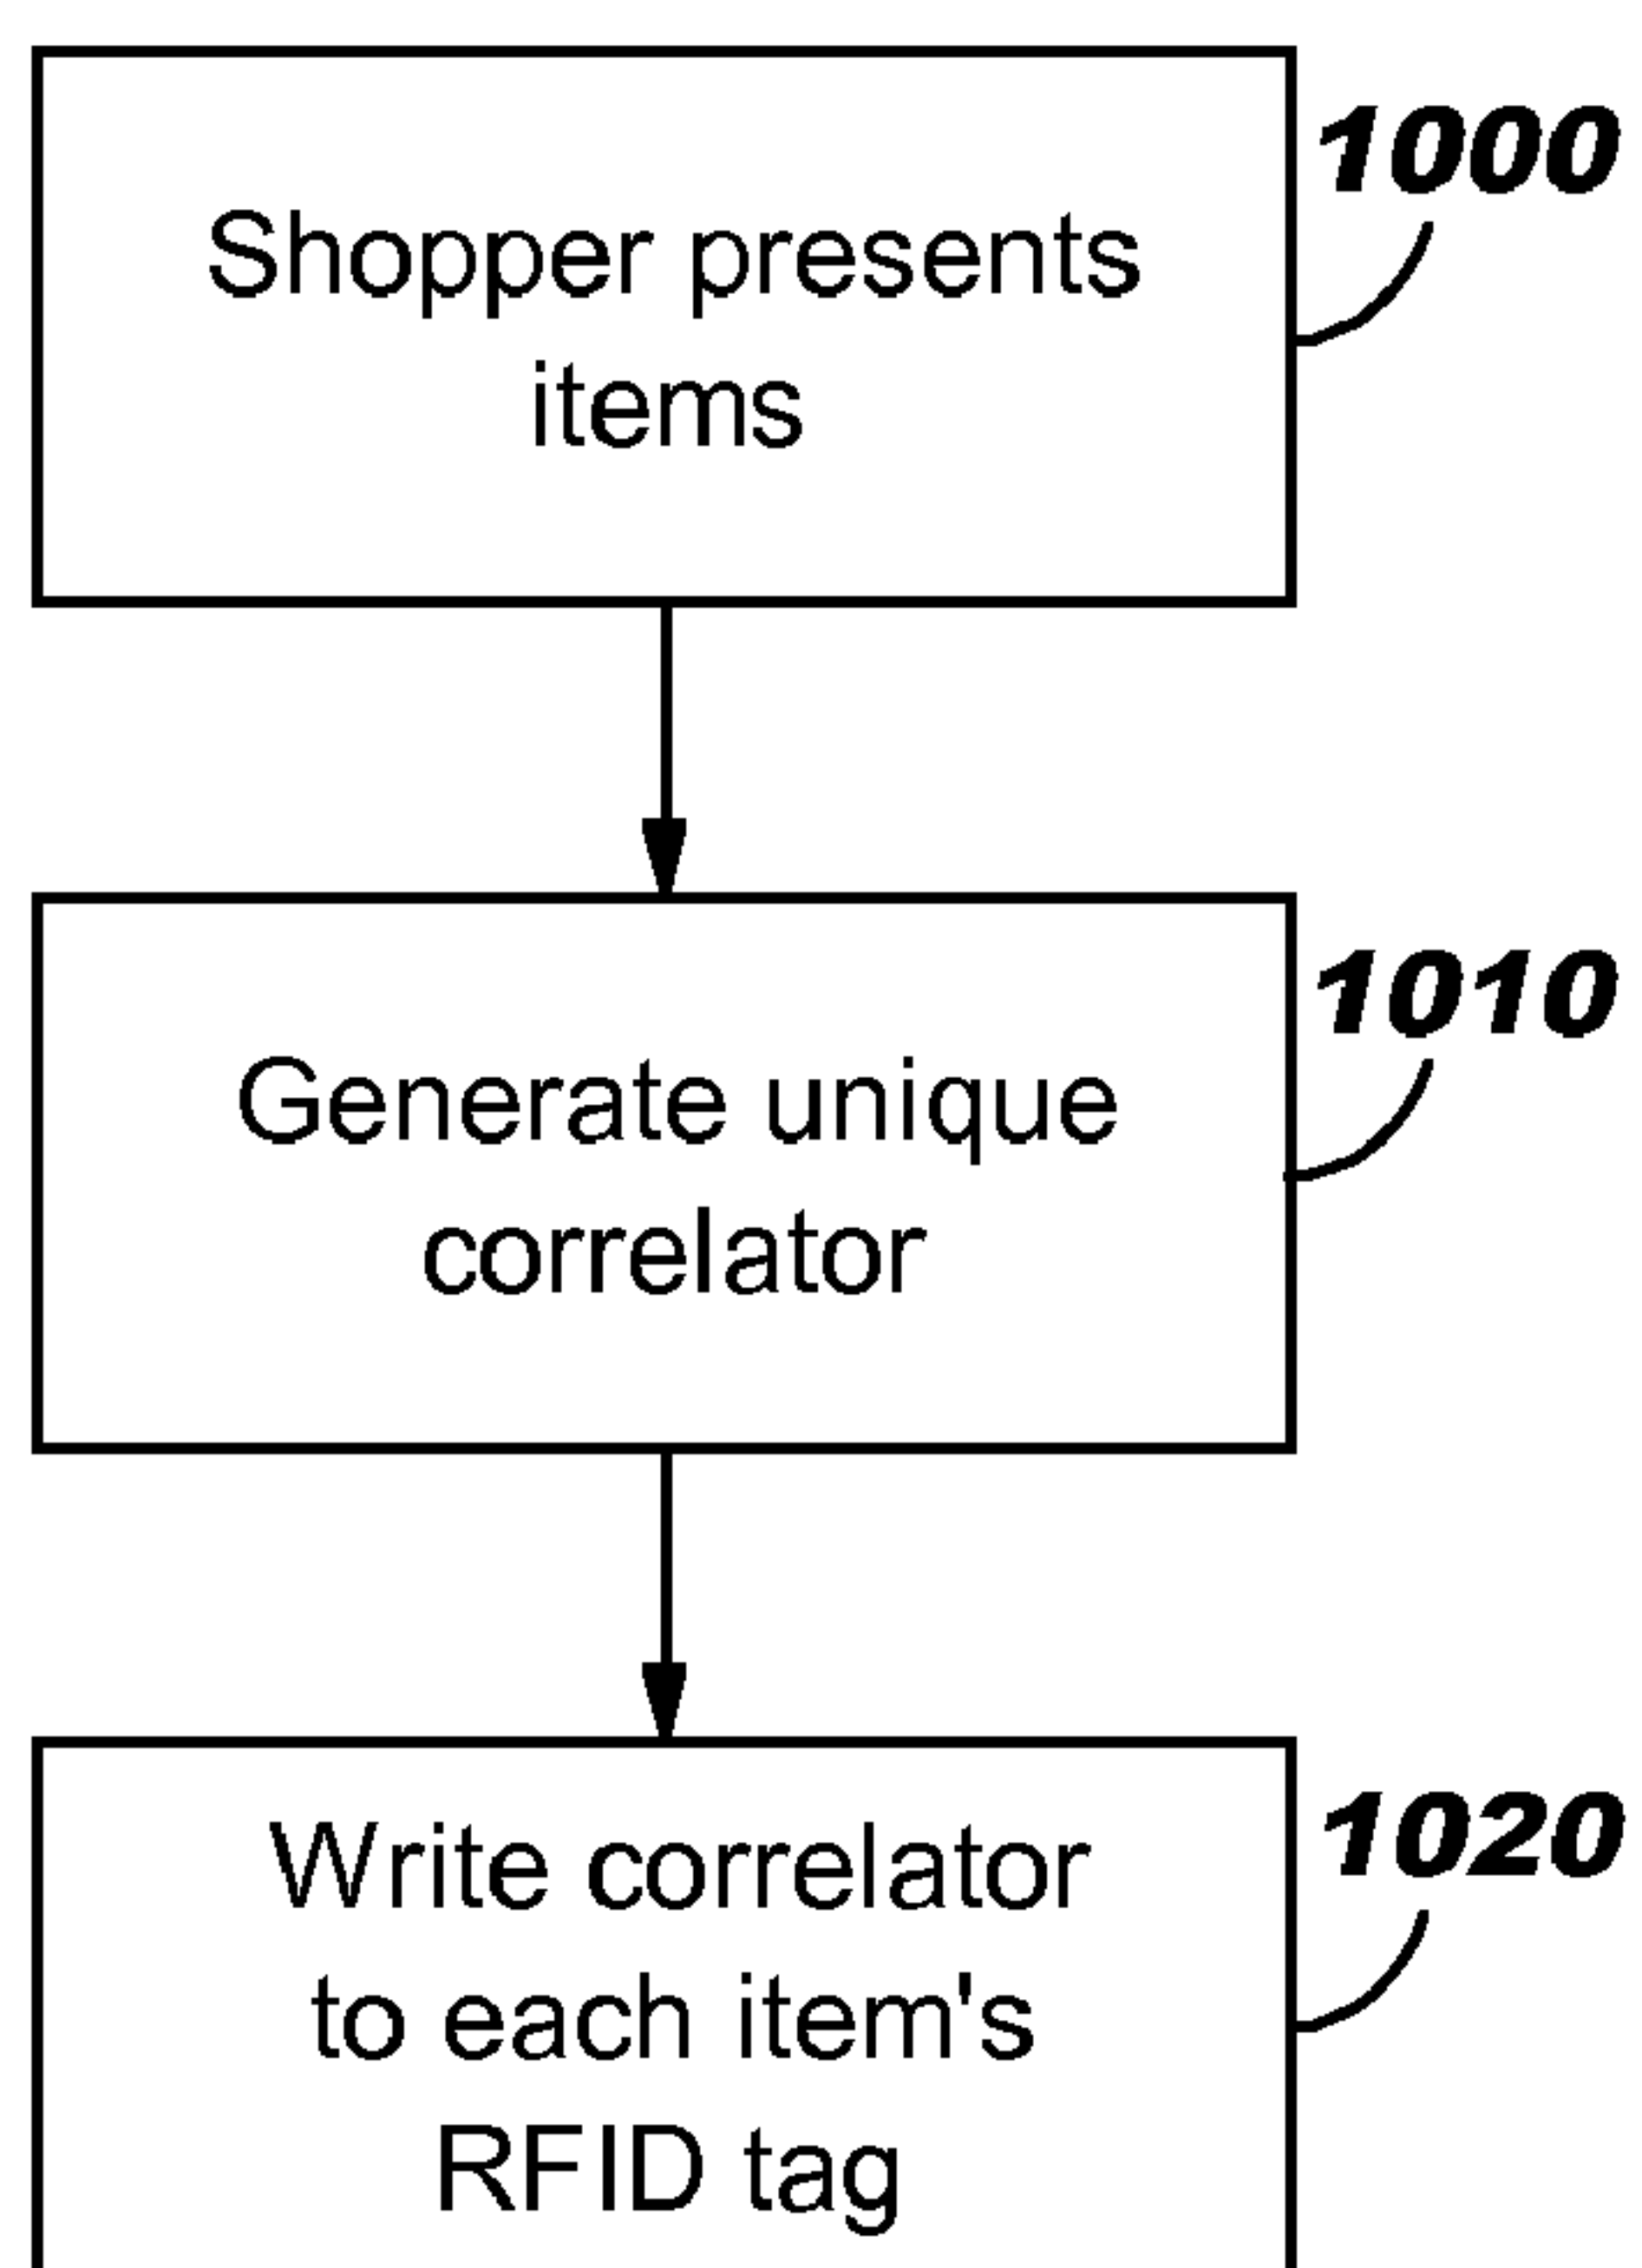 1000
Shopper presents
items
1010
Generate unique
correlator
1020
Write correlator
to each item's
RFID tag